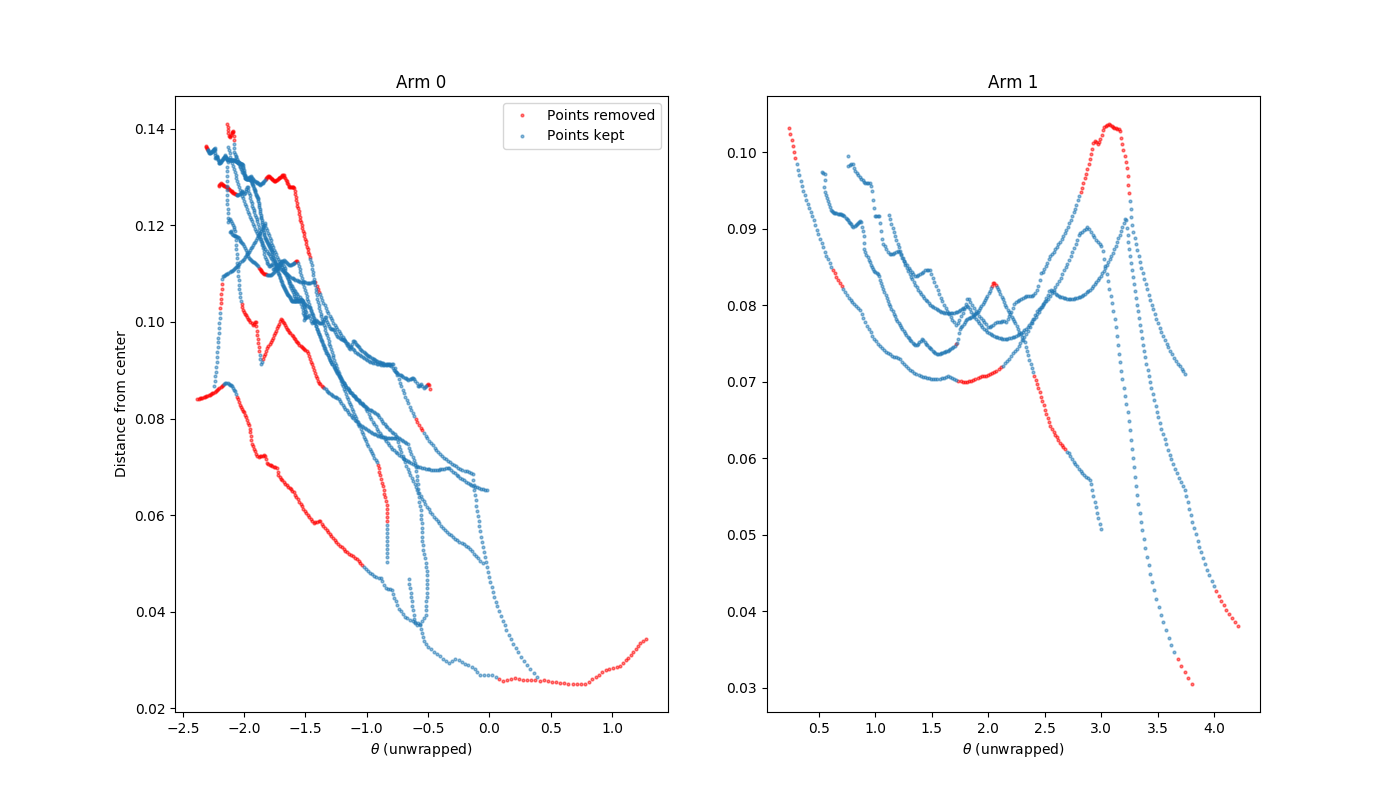 Arm 0
Points removed
Points kept
Distance from center
0.14
0.12
0.10
0.08
0.06
0.04
0.02
−2.5 −2.0 −1.5 −1.0 −0.5 0.0 0.5 1.0
θ (unwrapped)
Arm 1
0.10
0.09
0.08
0.07
0.06
0.05
0.04
0.03
0.5 1.0 1.5 2.0 2.5 3.0 3.5 4.0
θ (unwrapped)